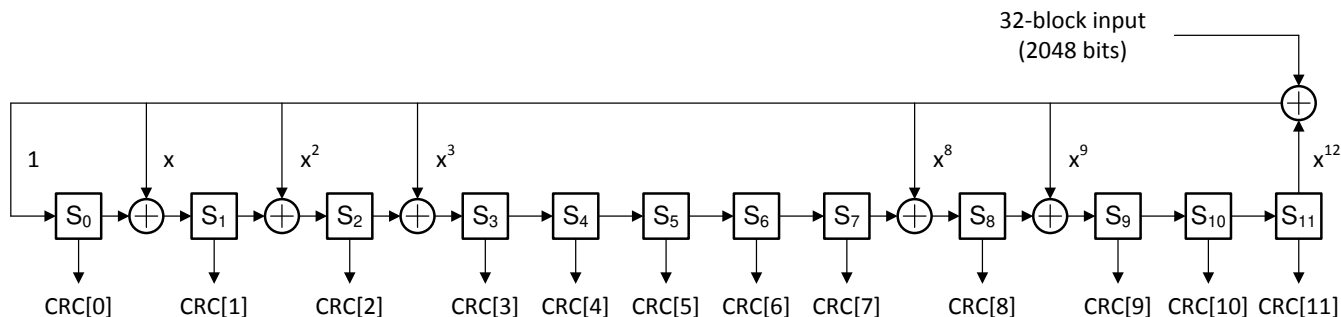 32-block input
(2048 bits)
1 x x² x³ x⁸ x⁹ x¹²
S₀ S₁ S₂ S₃ S₄ S₅ S₆ S₇ S₈ S₉ S₁₀ S₁₁
CRC[0] CRC[1] CRC[2] CRC[3] CRC[4] CRC[5] CRC[6] CRC[7] CRC[8] CRC[9] CRC[10] CRC[11]